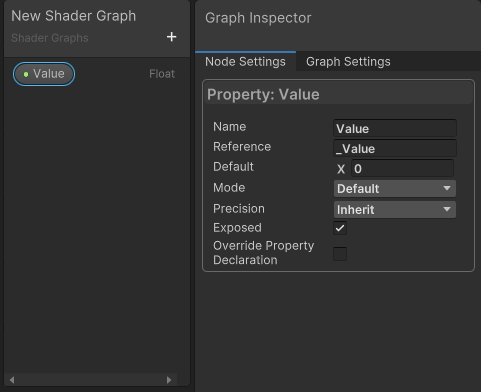 New Shader Graph
Shader Graphs
+
Value Float
Graph Inspector
Node Settings Graph Settings
Property: Value
Name Value
Reference _Value
Default X 0
Mode Default
Precision Inherit
Exposed
Override Property
Declaration